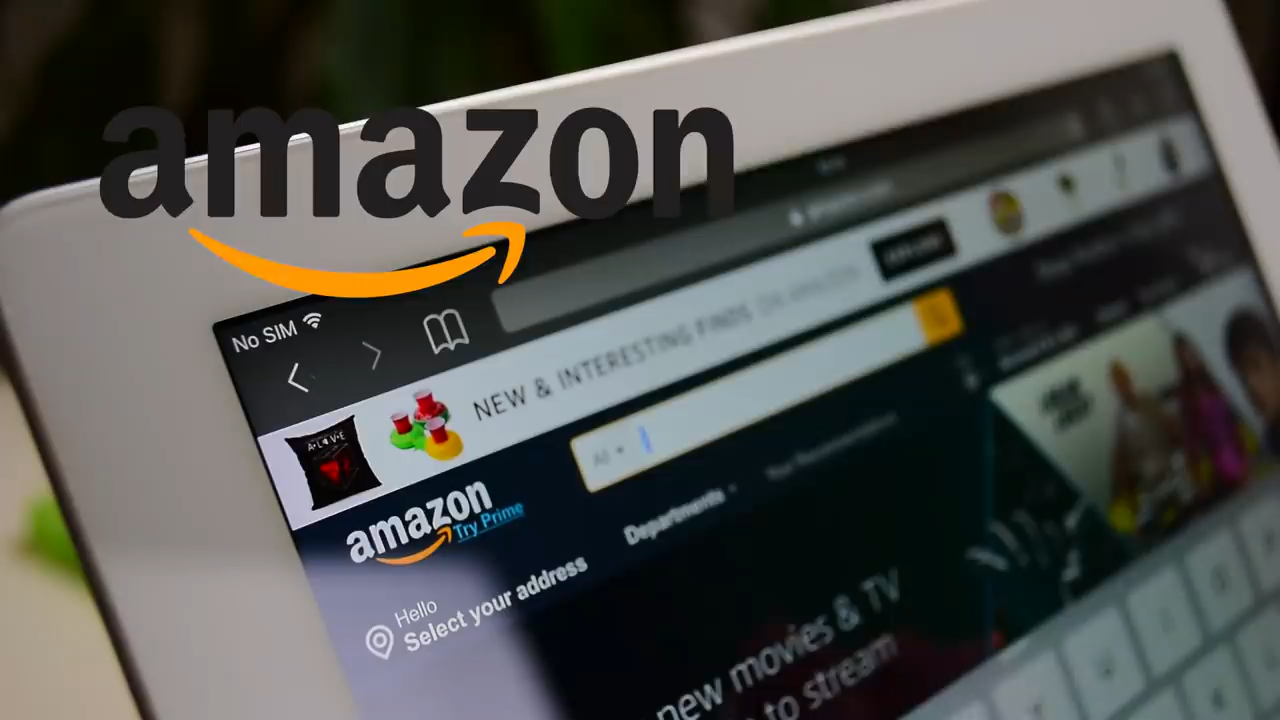 amazon
No SIM
NEW & INTERESTING FINDS ON AMAZON
EXPLORE
A•L•V•E
amazon
Try Prime
All
Departments
Hello
Select your address
new movies & TV
to stream